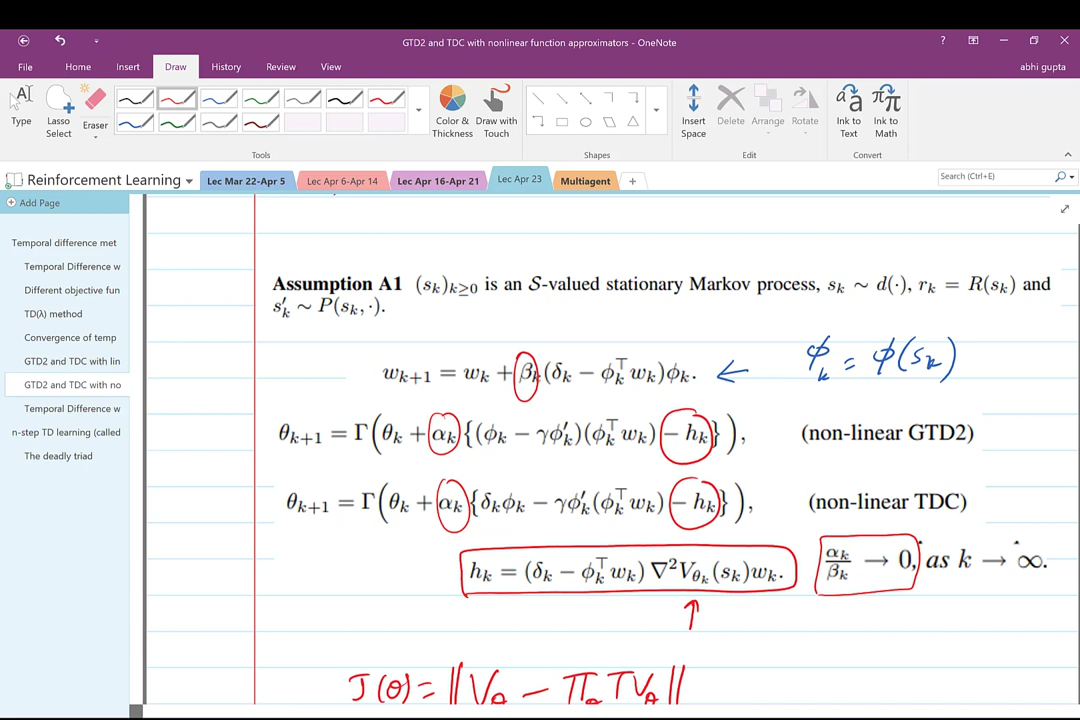 GTD2 and TDC with nonlinear function approximators - OneNote
?
File Home Insert Draw History Review View abhi gupta
Type Lasso Select Eraser Color & Thickness Draw with Touch Insert Space Delete Arrange Rotate Ink to Text Ink to Math
Tools Shapes Edit Convert
Reinforcement Learning Lec Mar 22-Apr 5 Lec Apr 6-Apr 14 Lec Apr 16-Apr 21 Lec Apr 23 Multiagent + Search (Ctrl+E)
Add Page
Temporal difference met
Temporal Difference w
Different objective fun
TD(λ) method
Convergence of temp
GTD2 and TDC with lin
GTD2 and TDC with no
Temporal Difference w
n-step TD learning (called
The deadly triad
Assumption A1 (s_k)_{k≥0} is an S-valued stationary Markov process, s_k ∼ d(·), r_k = R(s_k) and
s'_k ∼ P(s_k, ·).
w_{k+1} = w_k + β_k(δ_k − φ_k^⊤ w_k)φ_k. ← φ_k = φ(s_k)
θ_{k+1} = Γ(θ_k + α_k{(φ_k − γφ'_k)(φ_k^⊤ w_k) − h_k}), (non-linear GTD2)
θ_{k+1} = Γ(θ_k + α_k{δ_kφ_k − γφ'_k(φ_k^⊤ w_k) − h_k}), (non-linear TDC)
h_k = (δ_k − φ_k^⊤ w_k) ∇²V_{θ_k}(s_k)w_k. α_k/β_k → 0, as k → ∞.
J(θ) = ‖V_θ − Π_θ T V_θ‖